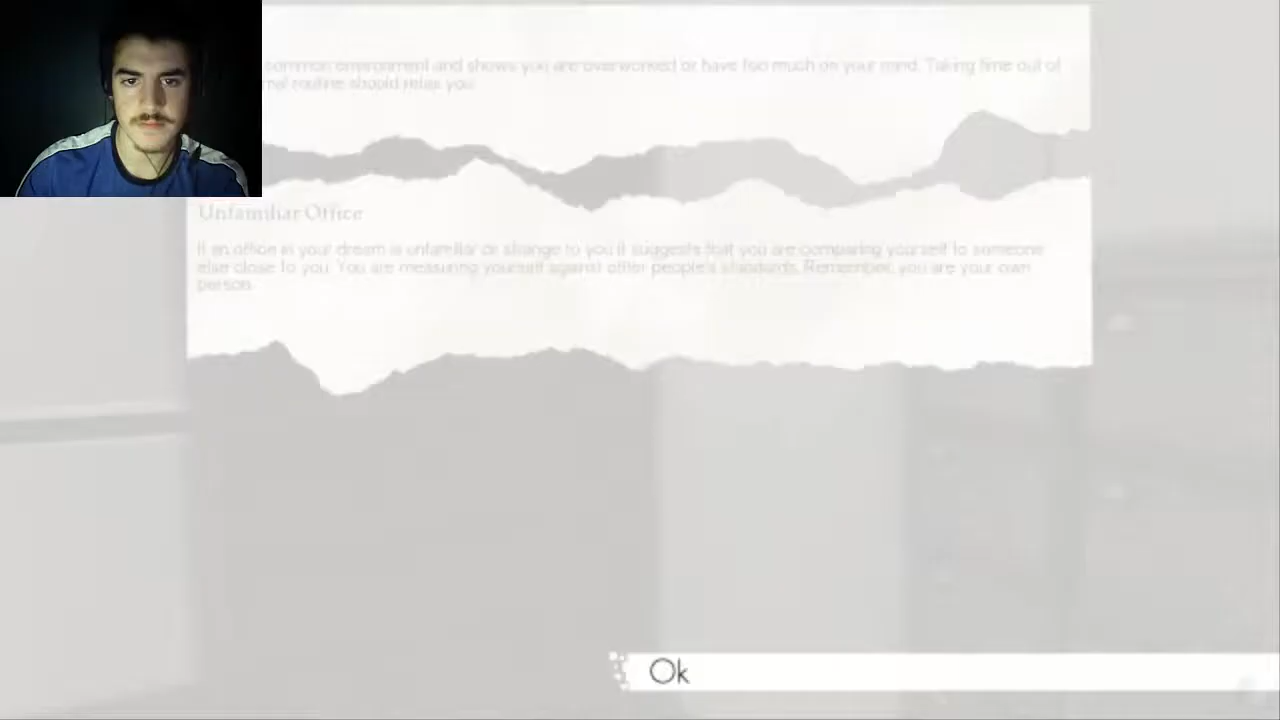 common environment and shows you are overworked or have too much on your mind. Taking time out of
routine should relax you.
Unfamiliar Office
If an office in your dream is unfamiliar or strange to you it suggests that you are comparing yourself to someone
else close to you. You are measuring yourself against other people's standards. Remember, you are your own
person.
Ok